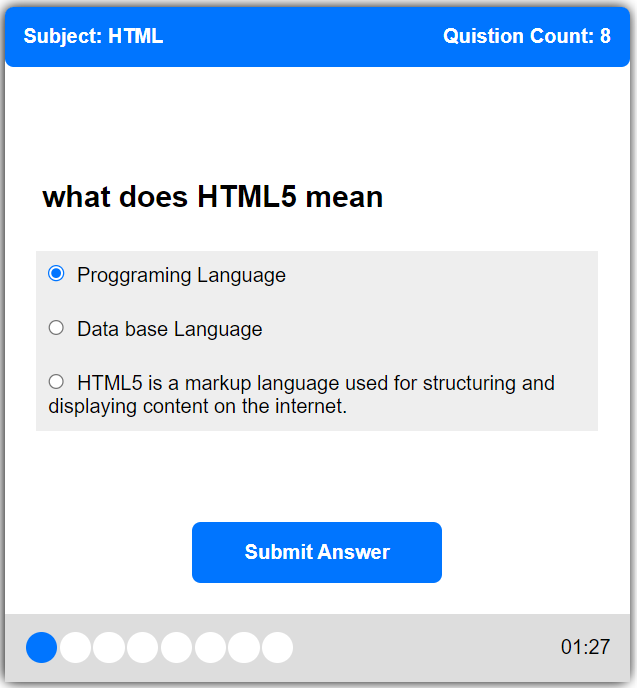 Subject: HTML
Quistion Count: 8
what does HTML5 mean
Proggraming Language
Data base Language
HTML5 is a markup language used for structuring and
displaying content on the internet.
Submit Answer
01:27